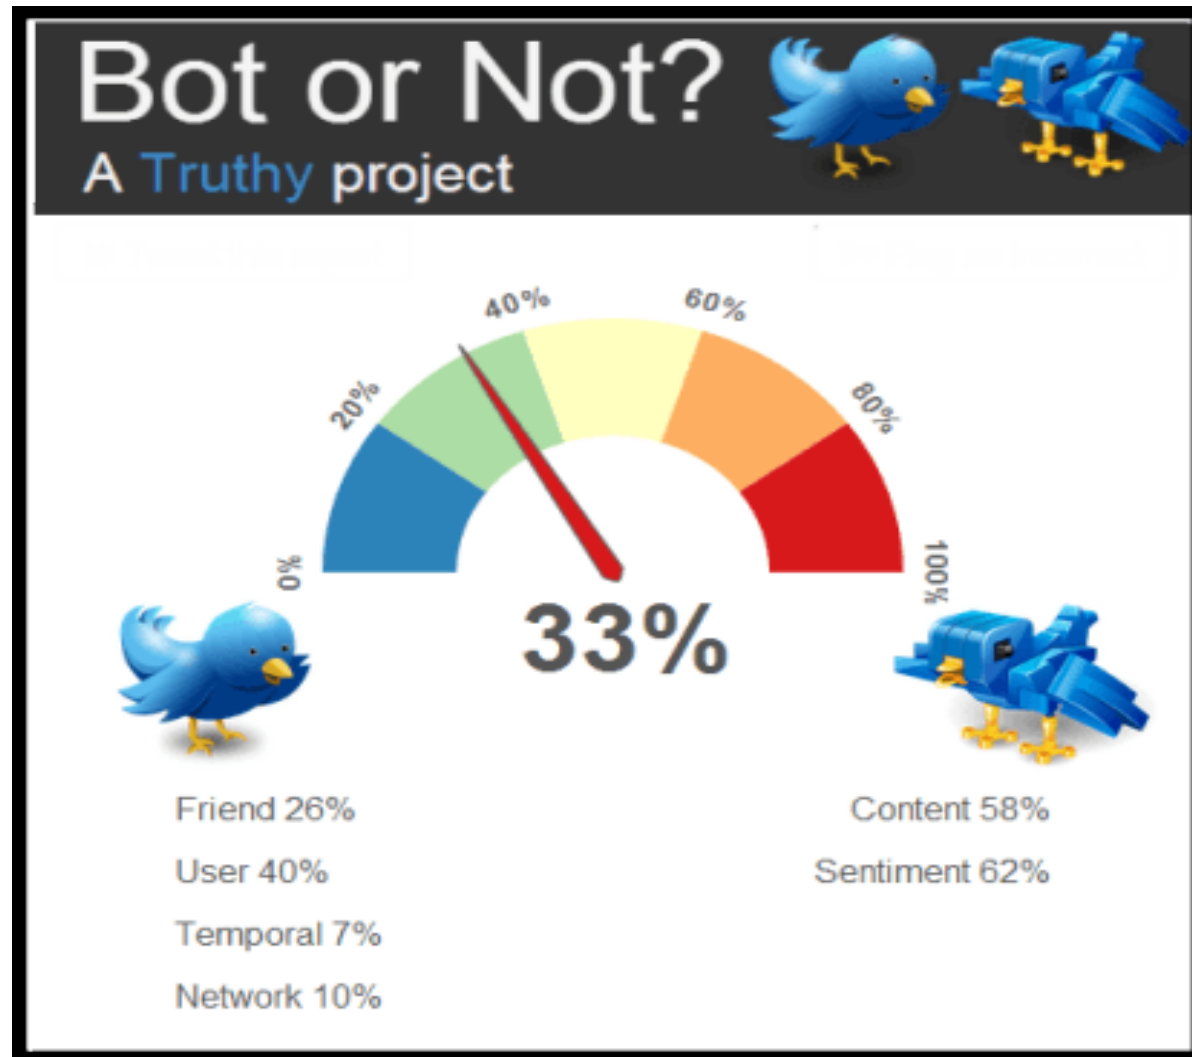 Bot or Not?
A Truthy project
0%
20%
40%
60%
80%
100%
33%
Friend 26%
User 40%
Temporal 7%
Network 10%
Content 58%
Sentiment 62%